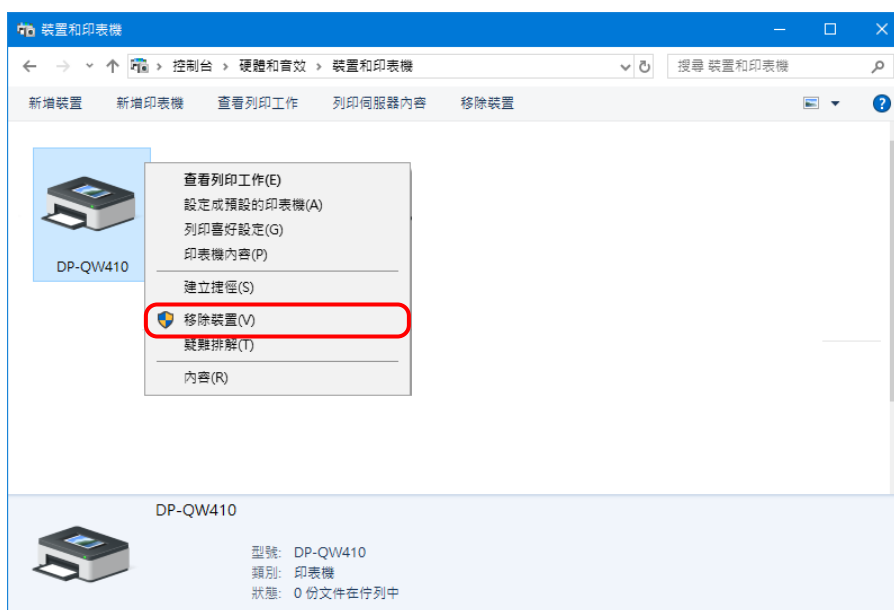 裝置和印表機
控制台 › 硬體和音效 › 裝置和印表機
搜尋 裝置和印表機
新增裝置 新增印表機 查看列印工作 列印伺服器內容 移除裝置
?
查看列印工作(E)
設定成預設的印表機(A)
列印喜好設定(G)
印表機內容(P)
DP-QW410
建立捷徑(S)
移除裝置(V)
疑難排解(T)
內容(R)
DP-QW410
型號: DP-QW410
類別: 印表機
狀態: 0 份文件在佇列中